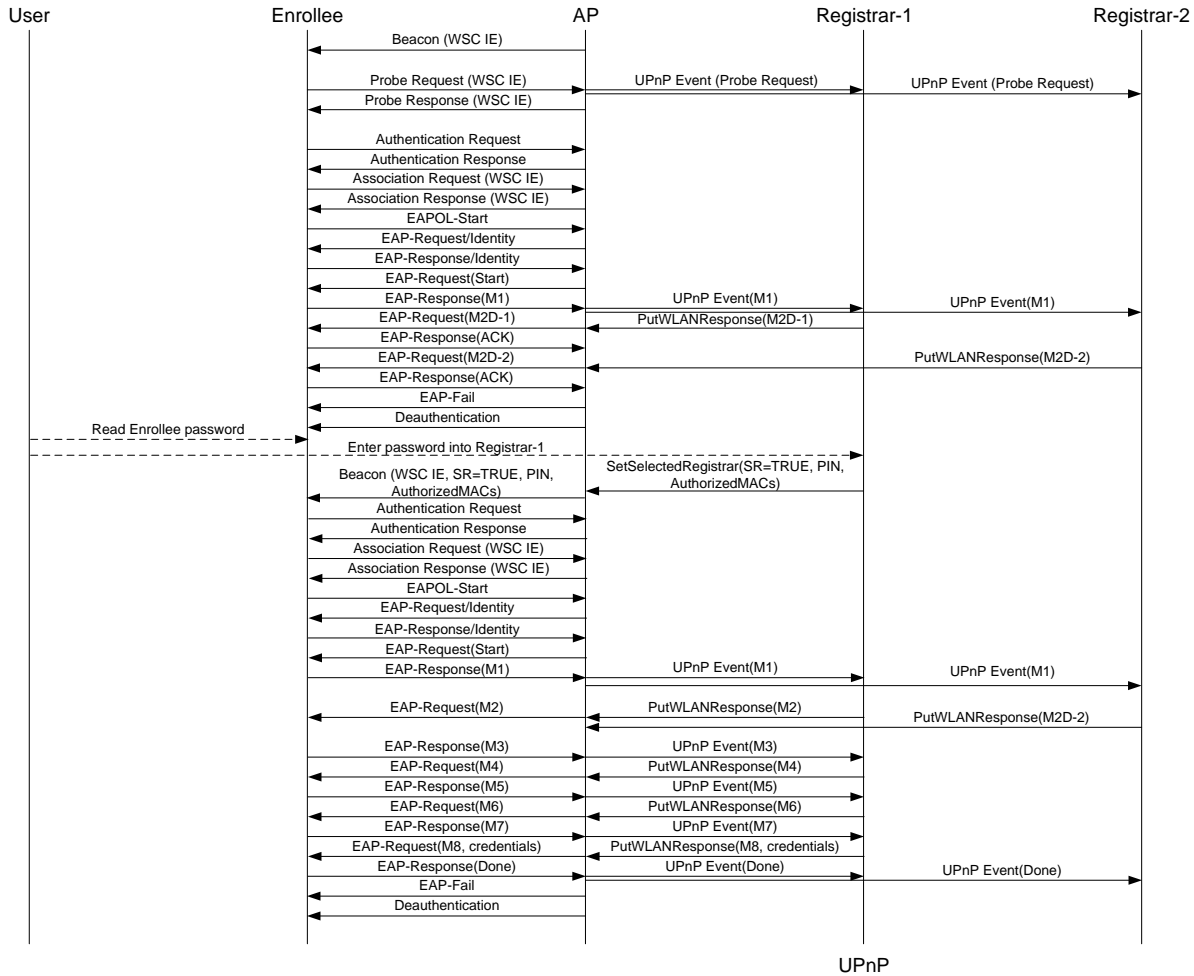 User
Enrollee
AP
Registrar-1
Registrar-2
Beacon (WSC IE)
Probe Request (WSC IE)
UPnP Event (Probe Request)
UPnP Event (Probe Request)
Probe Response (WSC IE)
Authentication Request
Authentication Response
Association Request (WSC IE)
Association Response (WSC IE)
EAPOL-Start
EAP-Request/Identity
EAP-Response/Identity
EAP-Request(Start)
EAP-Response(M1)
UPnP Event(M1)
UPnP Event(M1)
EAP-Request(M2D-1)
PutWLANResponse(M2D-1)
EAP-Response(ACK)
EAP-Request(M2D-2)
PutWLANResponse(M2D-2)
EAP-Response(ACK)
EAP-Fail
Deauthentication
Read Enrollee password
Enter password into Registrar-1
SetSelectedRegistrar(SR=TRUE, PIN,
AuthorizedMACs)
Beacon (WSC IE, SR=TRUE, PIN,
AuthorizedMACs)
Authentication Request
Authentication Response
Association Request (WSC IE)
Association Response (WSC IE)
EAPOL-Start
EAP-Request/Identity
EAP-Response/Identity
EAP-Request(Start)
EAP-Response(M1)
UPnP Event(M1)
UPnP Event(M1)
EAP-Request(M2)
PutWLANResponse(M2)
PutWLANResponse(M2D-2)
EAP-Response(M3)
UPnP Event(M3)
EAP-Request(M4)
PutWLANResponse(M4)
EAP-Response(M5)
UPnP Event(M5)
EAP-Request(M6)
PutWLANResponse(M6)
EAP-Response(M7)
UPnP Event(M7)
EAP-Request(M8, credentials)
PutWLANResponse(M8, credentials)
EAP-Response(Done)
UPnP Event(Done)
UPnP Event(Done)
EAP-Fail
Deauthentication
UPnP